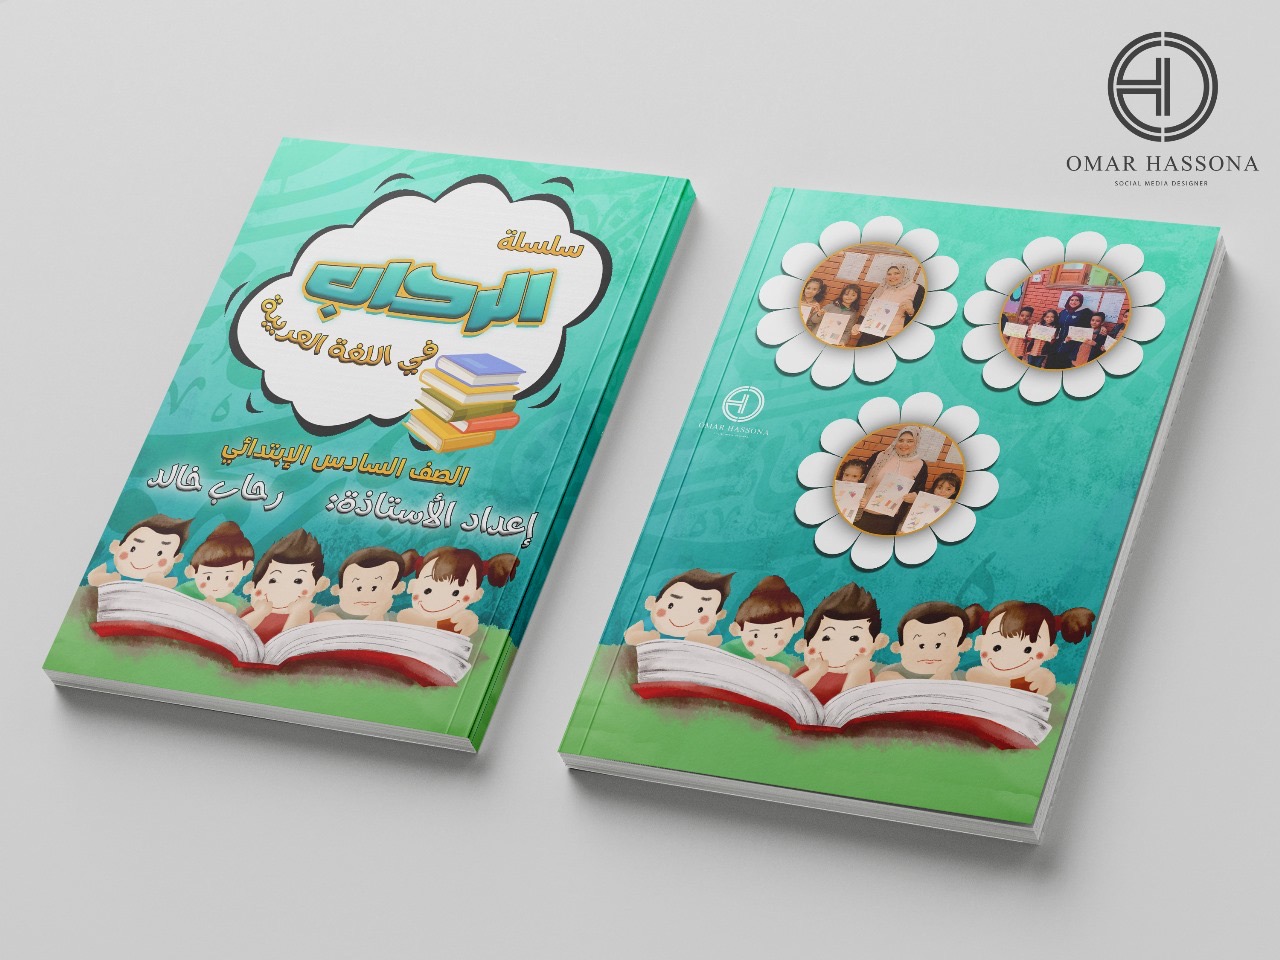 سلسلة
الرحاب
في اللغة العربية
الصف السادس الإبتدائي
إعداد الأستاذة: رحاب خالد
OMAR HASSONA
SOCIAL MEDIA DESIGNER
OMAR HASSONA